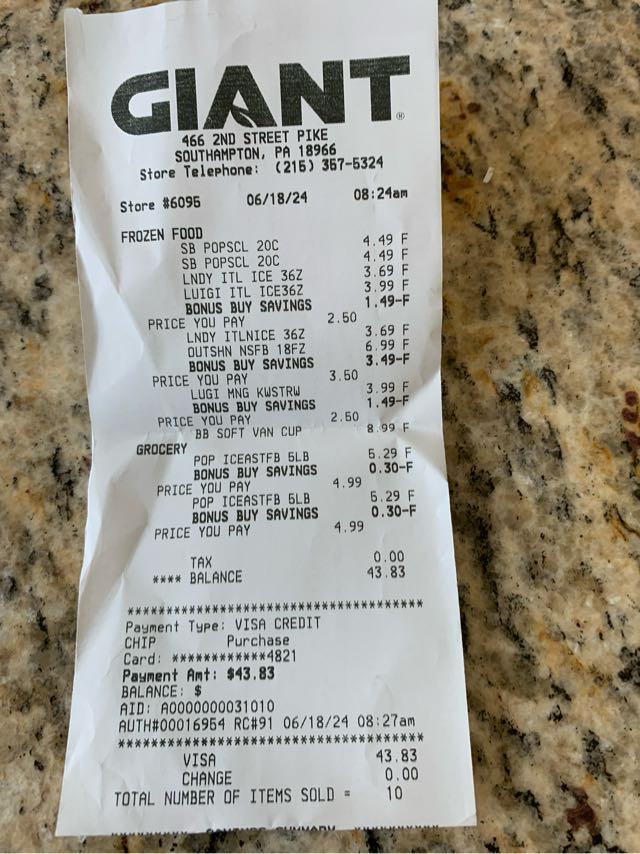 GIANT®
466 2ND STREET PIKE
SOUTHAMPTON, PA 18966
Store Telephone: (215) 357-5324
Store #6095 06/18/24 08:24am
FROZEN FOOD
SB POPSCL 20C 4.49 F
SB POPSCL 20C 4.49 F
LNDY ITL ICE 36Z 3.69 F
LUIGI ITL ICE36Z 3.99 F
BONUS BUY SAVINGS 1.49-F
PRICE YOU PAY 2.50
LNDY ITLNICE 36Z 3.69 F
OUTSHN NSFB 18FZ 6.99 F
BONUS BUY SAVINGS 3.49-F
PRICE YOU PAY 3.50
LUGI MNG KWSTRW 3.99 F
BONUS BUY SAVINGS 1.49-F
PRICE YOU PAY 2.50
BB SOFT VAN CUP 8.99 F
GROCERY
POP ICEASTFB 5LB 5.29 F
BONUS BUY SAVINGS 0.30-F
PRICE YOU PAY 4.99
POP ICEASTFB 5LB 5.29 F
BONUS BUY SAVINGS 0.30-F
PRICE YOU PAY 4.99
TAX 0.00
**** BALANCE 43.83
**************************************
Payment Type: VISA CREDIT
CHIP Purchase
Card: ************4821
Payment Amt: $43.83
BALANCE: $
AID: A0000000031010
AUTH#00016954 RC#91 06/18/24 08:27am
**************************************
VISA 43.83
CHANGE 0.00
TOTAL NUMBER OF ITEMS SOLD = 10